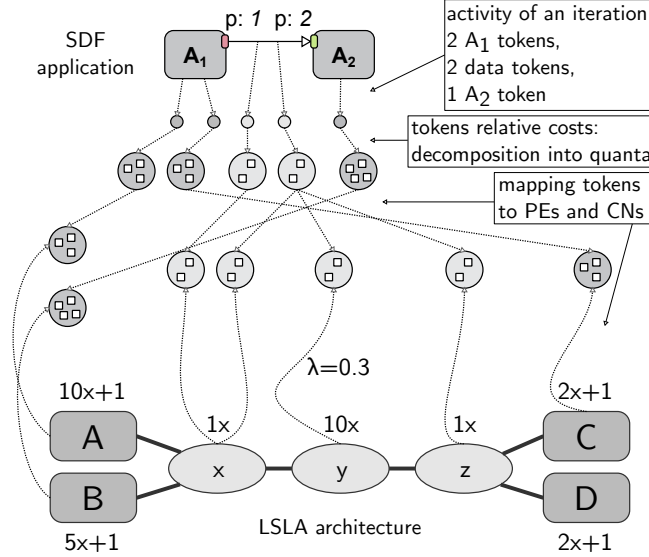 SDF
application
p: 1 p: 2
A1
A2
activity of an iteration
2 A1 tokens,
2 data tokens,
1 A2 token
tokens relative costs:
decomposition into quanta
mapping tokens
to PEs and CNs
λ=0.3
10x+1
1x
10x
1x
2x+1
A
x
y
z
C
B
D
5x+1
LSLA architecture
2x+1